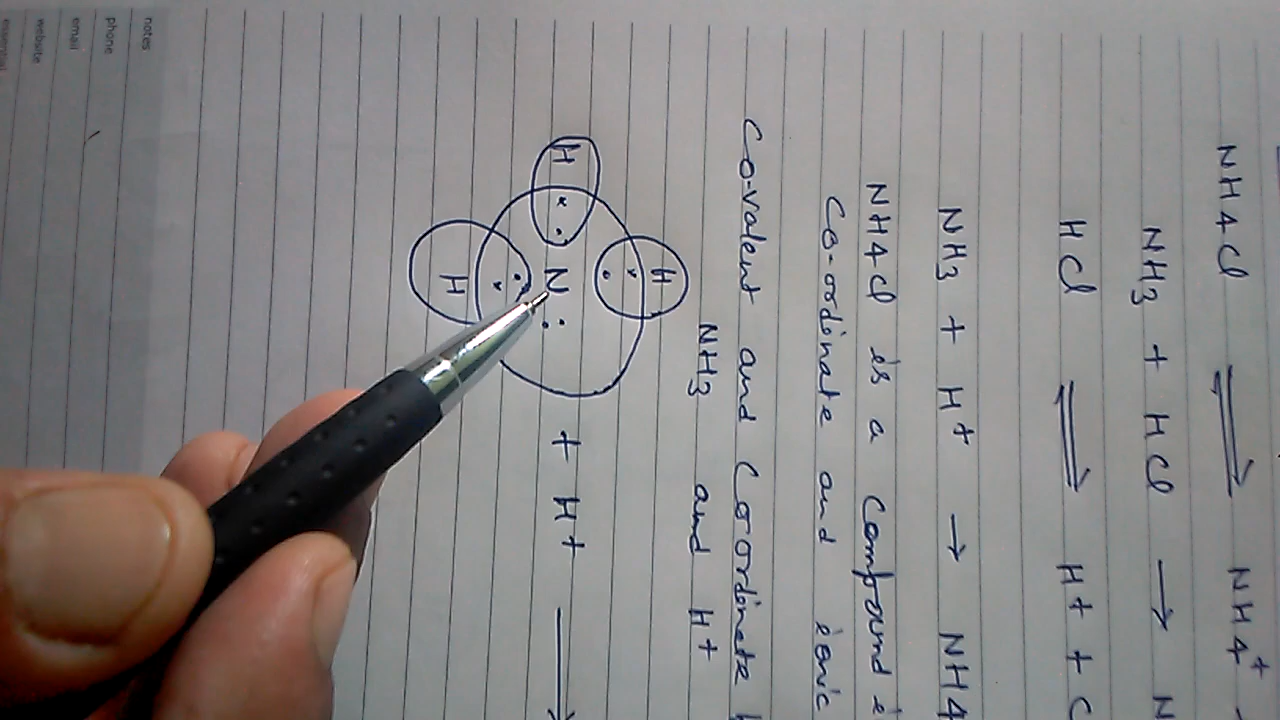 NH4Cl ⇌ NH4+ -
NH3 + HCl → N
HCl ⇌ H+ + C
NH3 + H+ → NH4
NH4Cl is a Compound i
Co-ordinate and ionic
Co-valent and Coordinate
NH3 and H+
H
H N : + H+ →
H
notes
phone
email
website